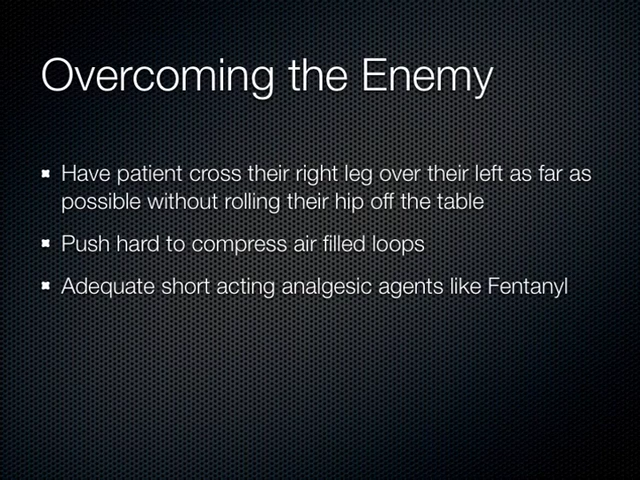 Overcoming the Enemy
Have patient cross their right leg over their left as far as
possible without rolling their hip off the table
Push hard to compress air filled loops
Adequate short acting analgesic agents like Fentanyl